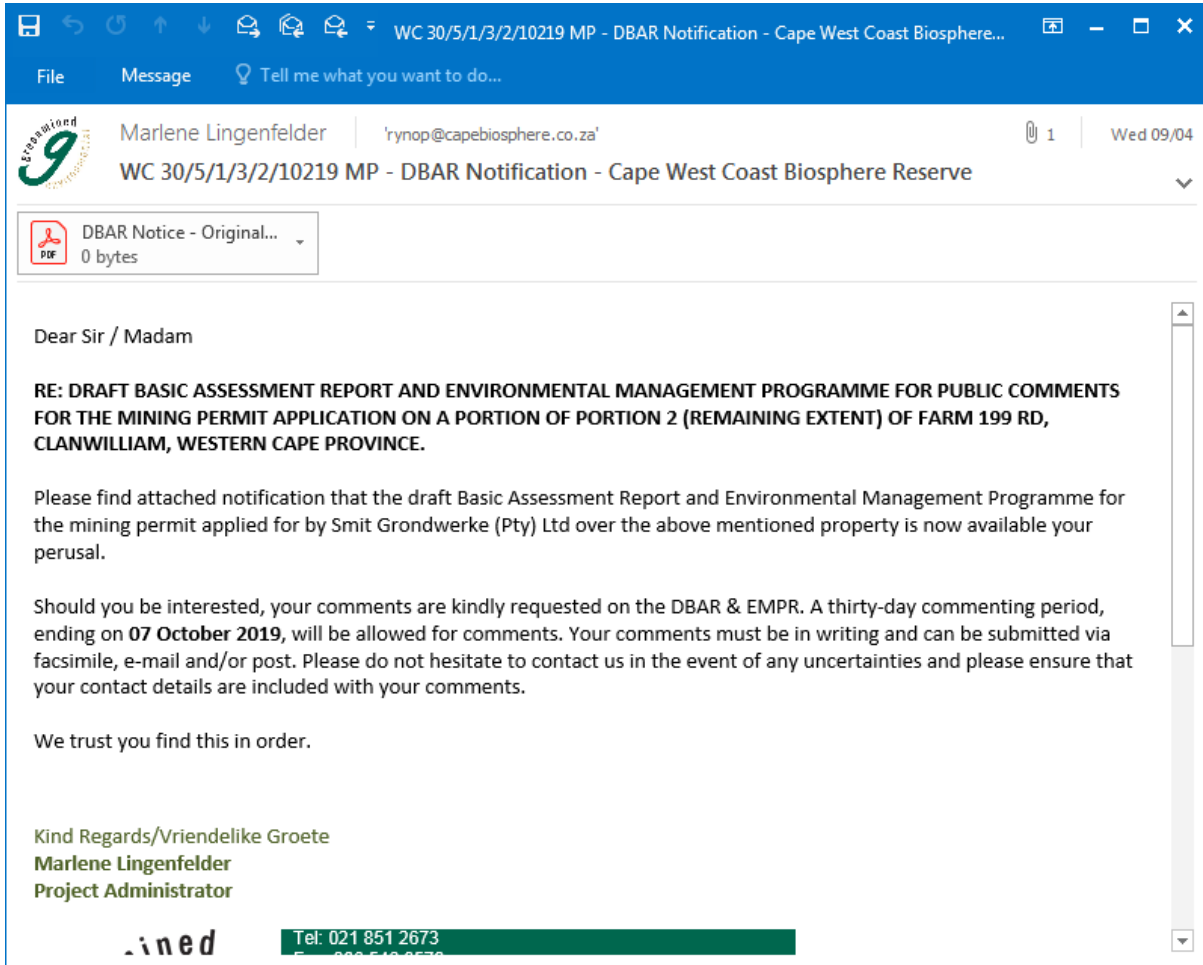 WC 30/5/1/3/2/10219 MP - DBAR Notification - Cape West Coast Biosphere...
File Message Tell me what you want to do...
Marlene Lingenfelder 'rynop@capebiosphere.co.za' 1 Wed 09/04
WC 30/5/1/3/2/10219 MP - DBAR Notification - Cape West Coast Biosphere Reserve
DBAR Notice - Original...
PDF
0 bytes
Dear Sir / Madam
RE: DRAFT BASIC ASSESSMENT REPORT AND ENVIRONMENTAL MANAGEMENT PROGRAMME FOR PUBLIC COMMENTS
FOR THE MINING PERMIT APPLICATION ON A PORTION OF PORTION 2 (REMAINING EXTENT) OF FARM 199 RD,
CLANWILLIAM, WESTERN CAPE PROVINCE.
Please find attached notification that the draft Basic Assessment Report and Environmental Management Programme for
the mining permit applied for by Smit Grondwerke (Pty) Ltd over the above mentioned property is now available your
perusal.
Should you be interested, your comments are kindly requested on the DBAR & EMPR. A thirty-day commenting period,
ending on 07 October 2019, will be allowed for comments. Your comments must be in writing and can be submitted via
facsimile, e-mail and/or post. Please do not hesitate to contact us in the event of any uncertainties and please ensure that
your contact details are included with your comments.
We trust you find this in order.
Kind Regards/Vriendelike Groete
Marlene Lingenfelder
Project Administrator
Tel: 021 851 2673